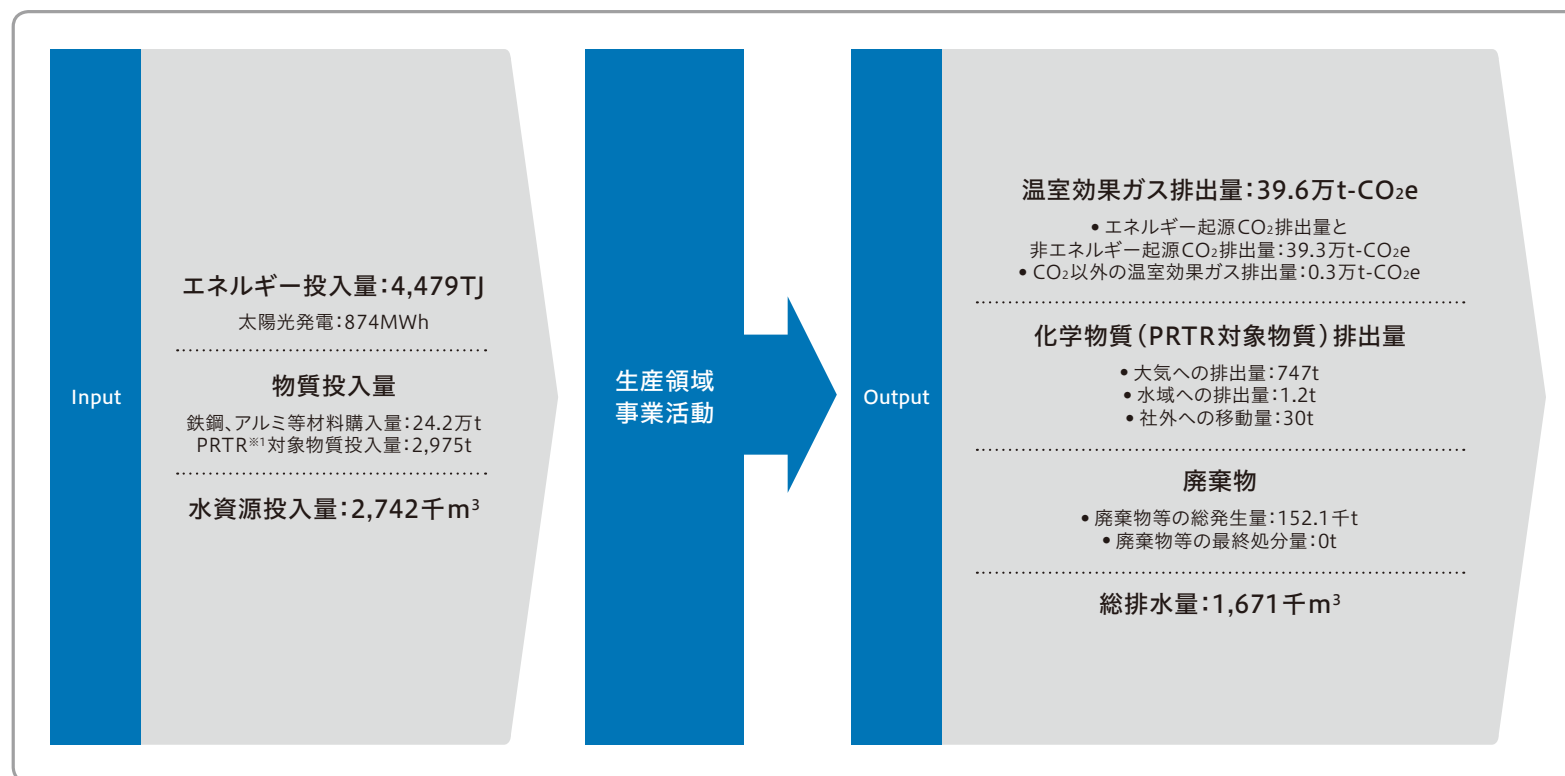 Input
エネルギー投入量:4,479TJ
太陽光発電:874MWh
物質投入量
鉄鋼、アルミ等材料購入量:24.2万t
PRTR※1対象物質投入量:2,975t
水資源投入量:2,742千m³
生産領域
事業活動
Output
温室効果ガス排出量:39.6万t-CO₂e
• エネルギー起源CO₂排出量と
非エネルギー起源CO₂排出量:39.3万t-CO₂e
• CO₂以外の温室効果ガス排出量:0.3万t-CO₂e
化学物質(PRTR対象物質)排出量
• 大気への排出量:747t
• 水域への排出量:1.2t
• 社外への移動量:30t
廃棄物
• 廃棄物等の総発生量:152.1千t
• 廃棄物等の最終処分量:0t
総排水量:1,671千m³